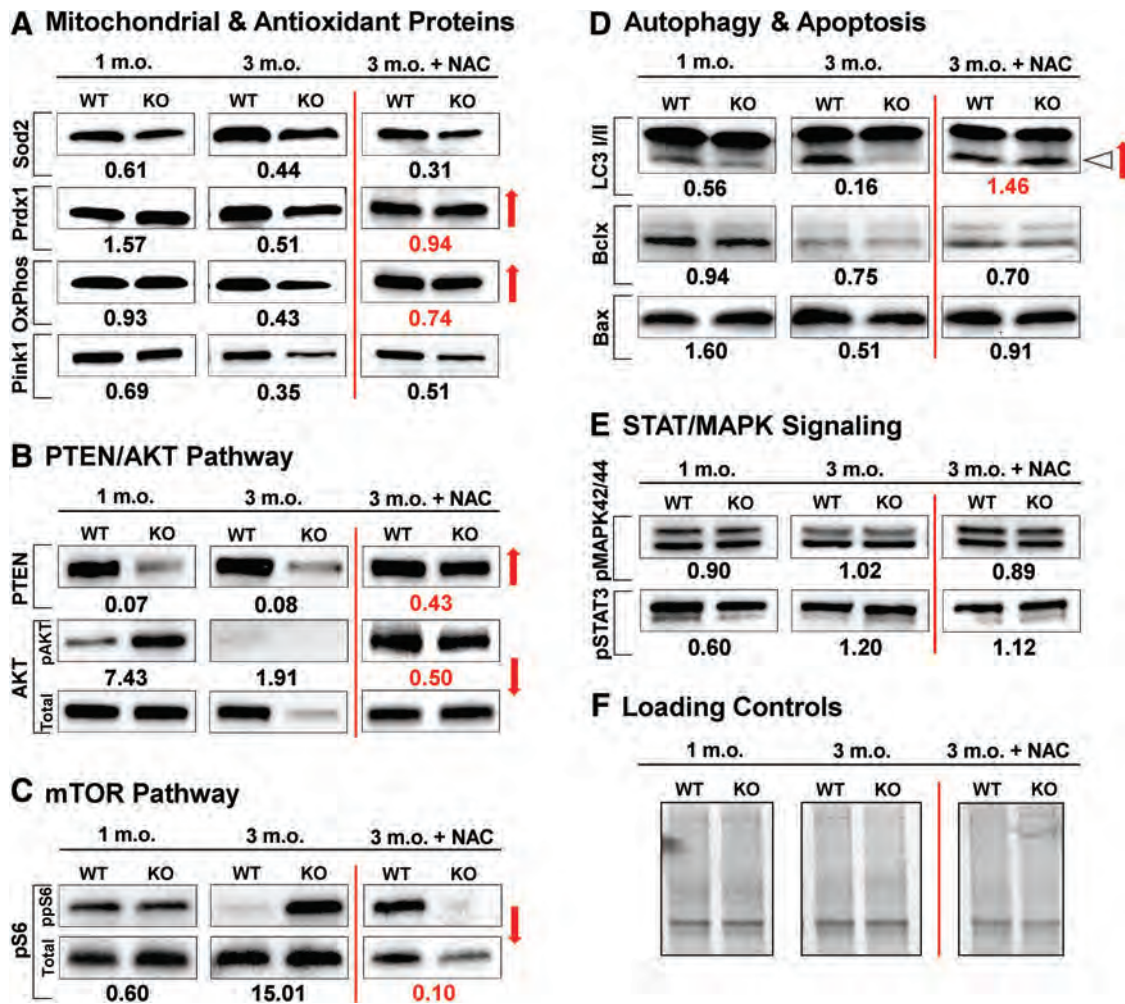 A Mitochondrial & Antioxidant Proteins
1 m.o. 3 m.o. 3 m.o. + NAC
WT KO WT KO WT KO
Sod2
0.61 0.44 0.31
Prdx1
1.57 0.51 0.94
OxPhos
0.93 0.43 0.74
Pink1
0.69 0.35 0.51
B PTEN/AKT Pathway
1 m.o. 3 m.o. 3 m.o. + NAC
WT KO WT KO WT KO
PTEN
0.07 0.08 0.43
AKT
pAKT
7.43 1.91 0.50
Total
C mTOR Pathway
1 m.o. 3 m.o. 3 m.o. + NAC
WT KO WT KO WT KO
pS6
ppS6
Total
0.60 15.01 0.10
D Autophagy & Apoptosis
1 m.o. 3 m.o. 3 m.o. + NAC
WT KO WT KO WT KO
LC3 I/II
0.56 0.16 1.46
Bclx
0.94 0.75 0.70
Bax
1.60 0.51 0.91
E STAT/MAPK Signaling
1 m.o. 3 m.o. 3 m.o. + NAC
WT KO WT KO WT KO
pMAPK42/44
0.90 1.02 0.89
pSTAT3
0.60 1.20 1.12
F Loading Controls
1 m.o. 3 m.o. 3 m.o. + NAC
WT KO WT KO WT KO